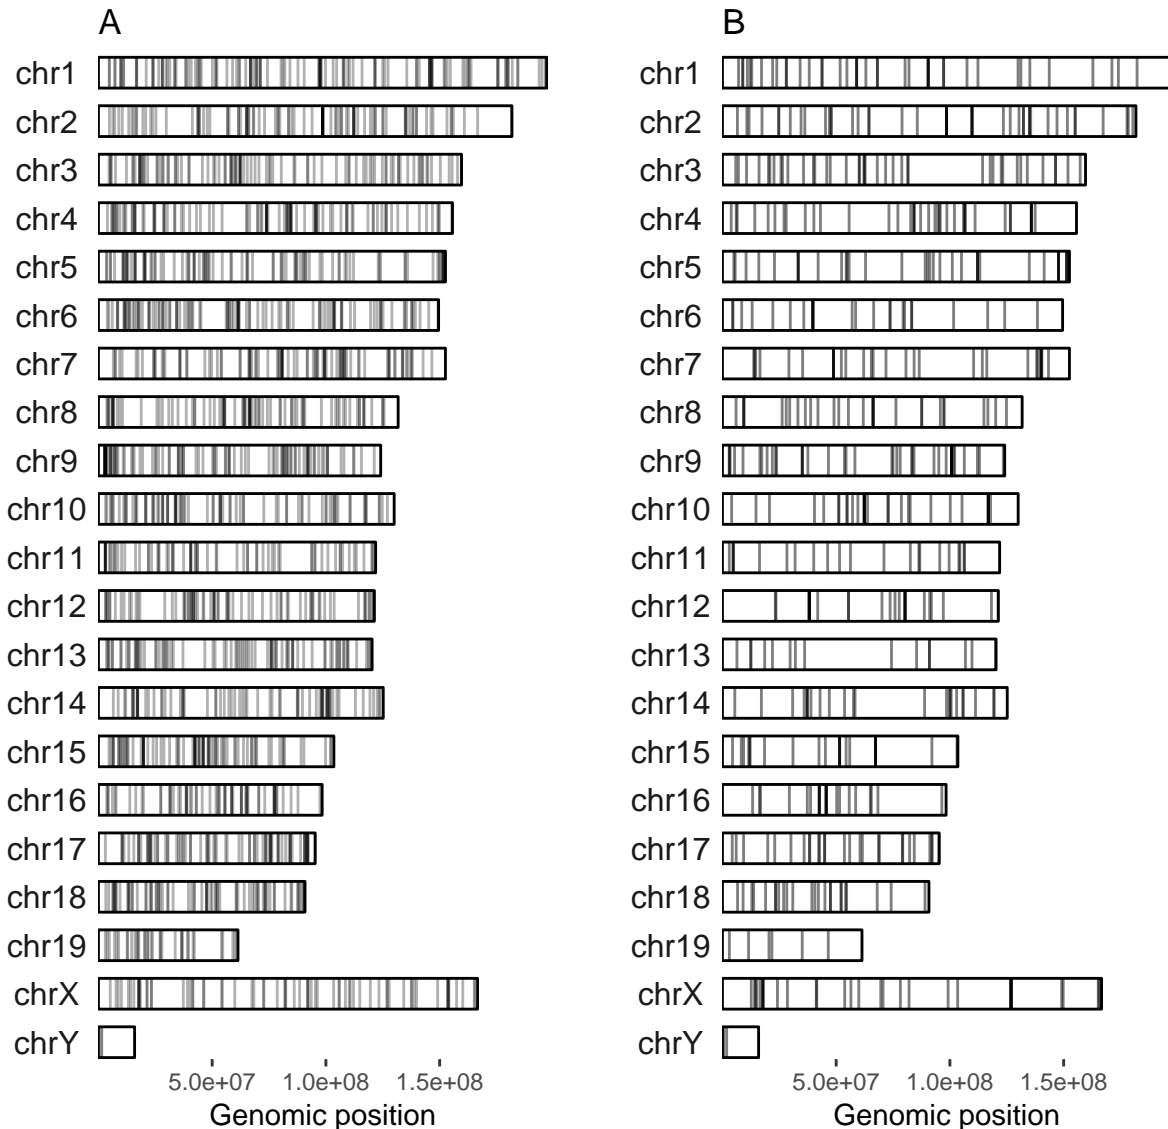 A
chr1
chr2
chr3
chr4
chr5
chr6
chr7
chr8
chr9
chr10
chr11
chr12
chr13
chr14
chr15
chr16
chr17
chr18
chr19
chrX
chrY
5.0e+07 1.0e+08 1.5e+08
Genomic position
B
chr1
chr2
chr3
chr4
chr5
chr6
chr7
chr8
chr9
chr10
chr11
chr12
chr13
chr14
chr15
chr16
chr17
chr18
chr19
chrX
chrY
5.0e+07 1.0e+08 1.5e+08
Genomic position